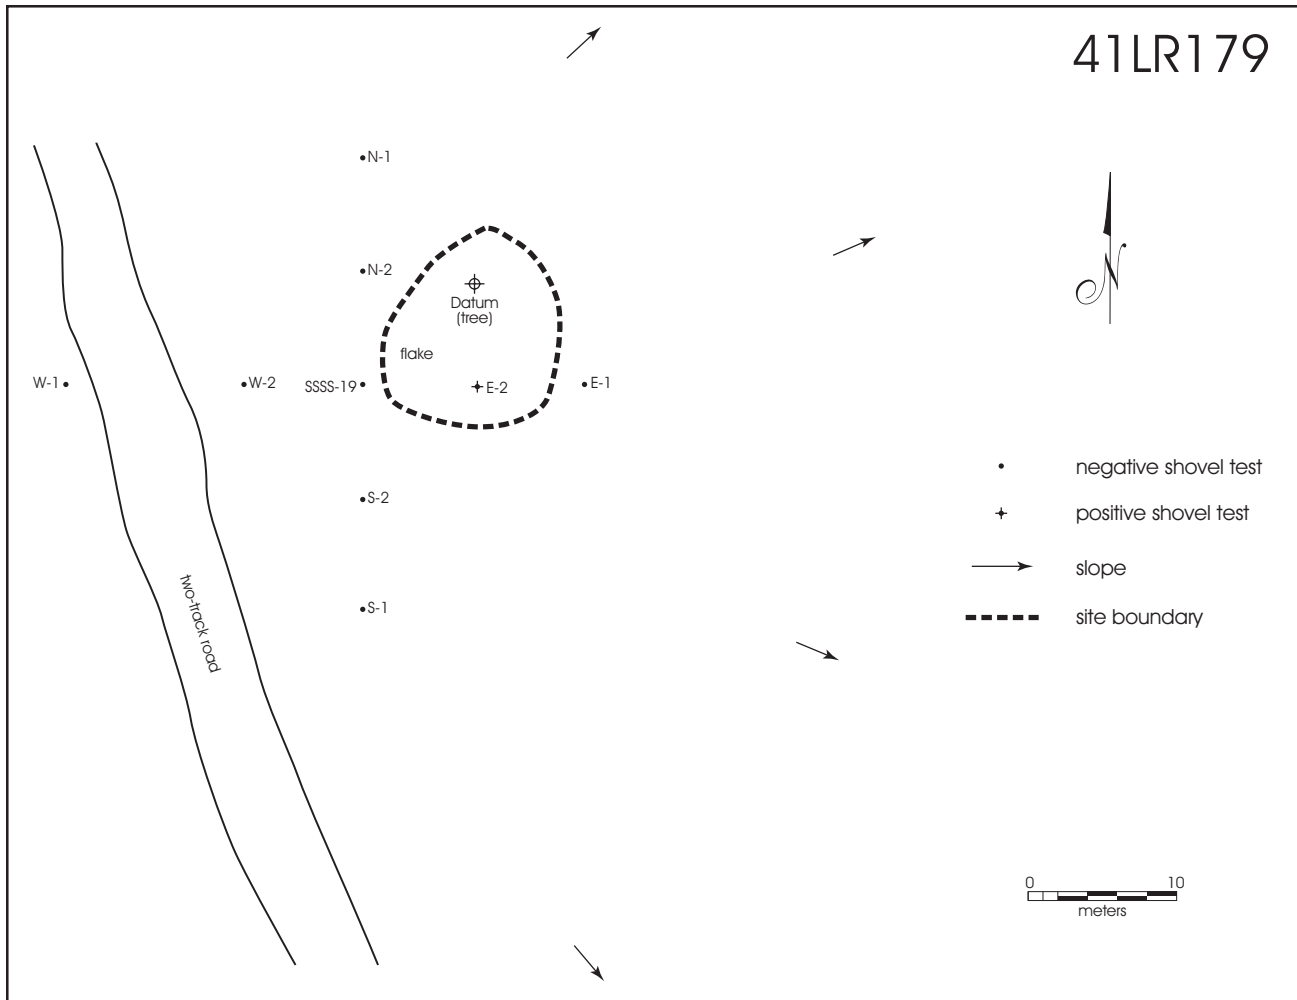 41LR179
N-1
N-2
Datum
(tree)
flake
W-1
W-2
SSSS-19
E-2
E-1
S-2
S-1
two-track road
N
negative shovel test
positive shovel test
slope
site boundary
0 10
meters